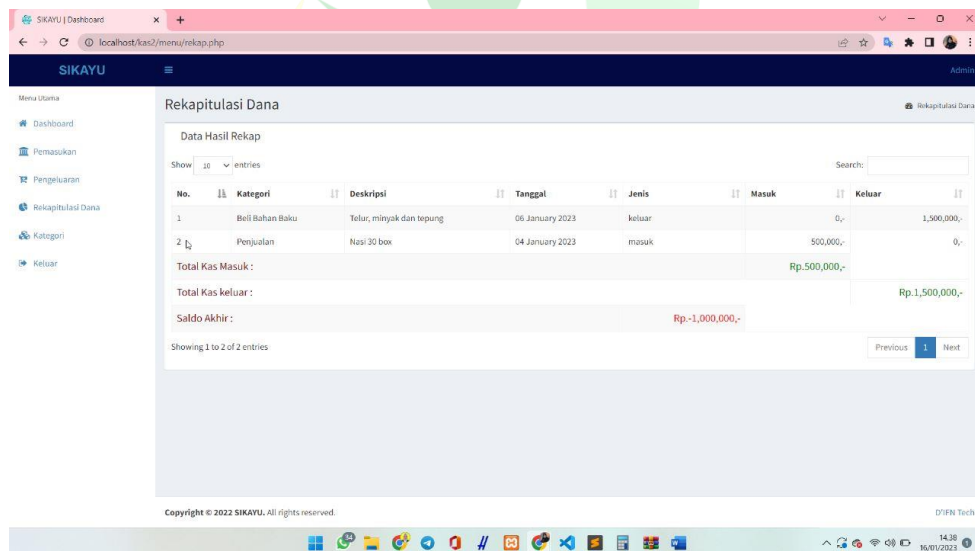 SIKAYU | Dashboard
localhost/kas2/menu/rekap.php
SIKAYU
Admin
Menu Utama
Dashboard
Pemasukan
Pengeluaran
Rekapitulasi Dana
Kategori
Keluar
Rekapitulasi Dana
Rekapitulasi Dana
Data Hasil Rekap
Show 10 entries
Search:
No. Kategori Deskripsi Tanggal Jenis Masuk Keluar
1 Beli Bahan Baku Telur, minyak dan tepung 06 January 2023 keluar 0,- 1,500,000,-
2 Penjualan Nasi 30 box 04 January 2023 masuk 500,000,- 0,-
Total Kas Masuk : Rp.500,000,-
Total Kas keluar : Rp.1,500,000,-
Saldo Akhir : Rp.-1,000,000,-
Showing 1 to 2 of 2 entries
Previous 1 Next
Copyright © 2022 SIKAYU. All rights reserved.
D'IFN Tech
14.38
16/01/2023